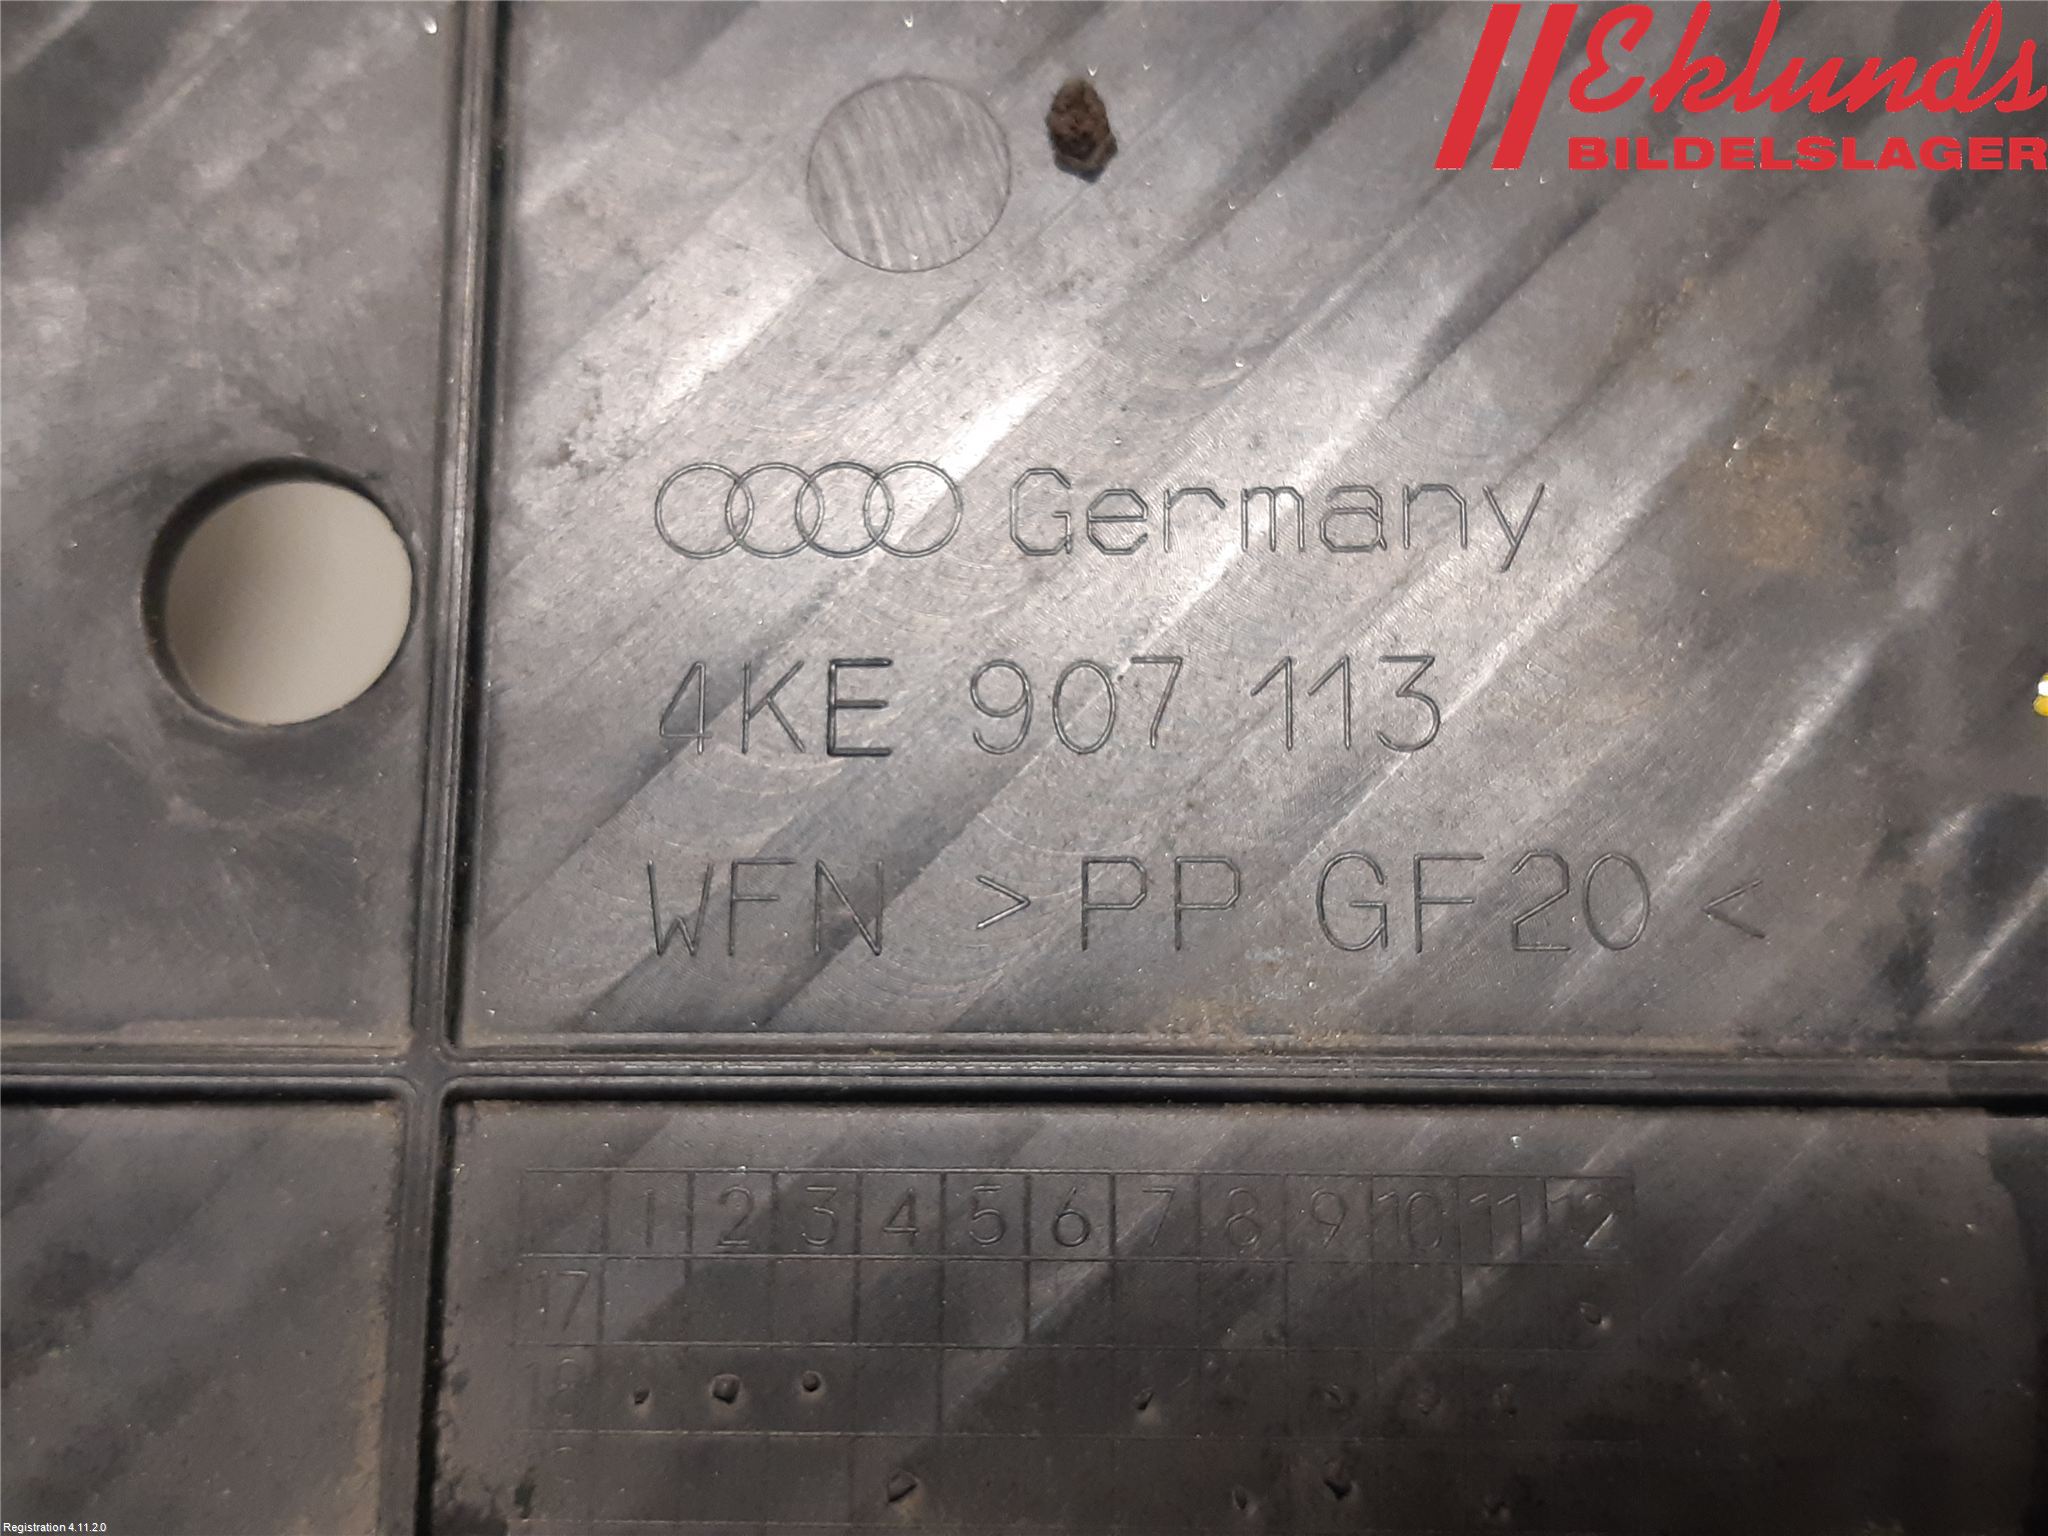 Eklunds
BILDELSLAGER
Germany
4KE 907 113
WFN >PP GF20<
1 2 3 4 5 6 7 8 9 10 11 12
17
8
Registration 4.11.2.0